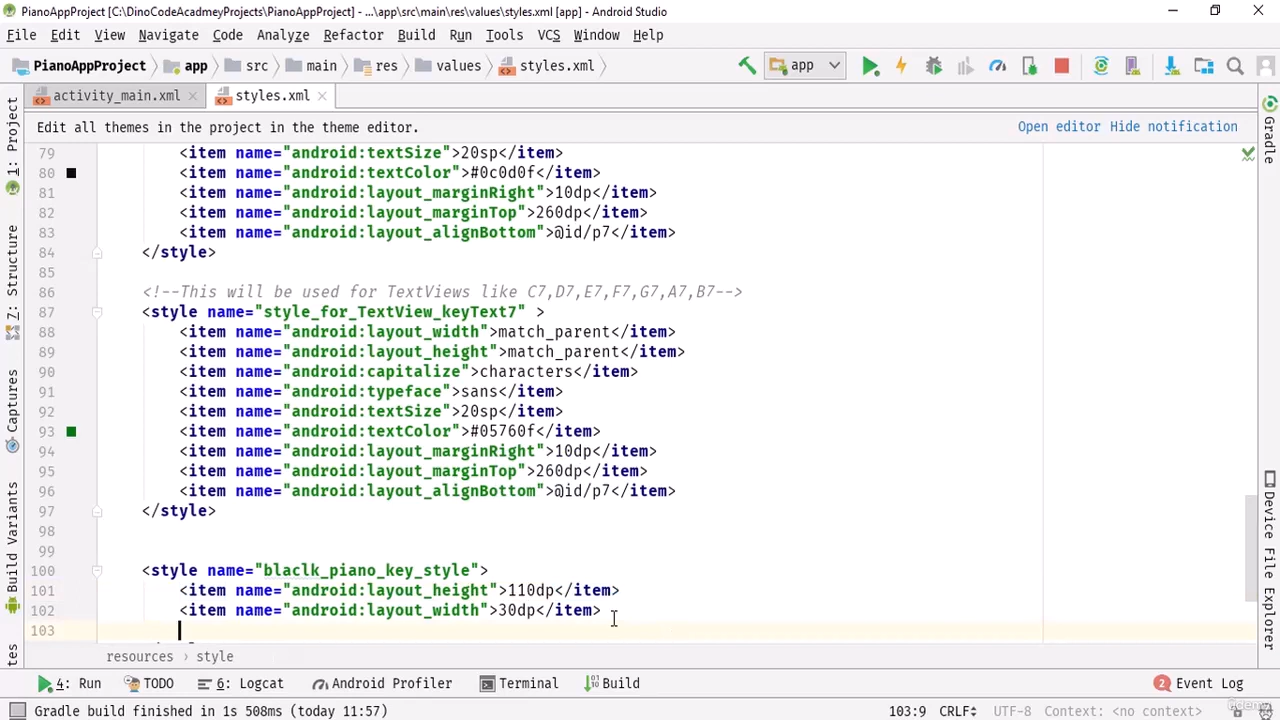 PianoAppProject [C:\DinoCodeAcadmeyProjects\PianoAppProject] - ...\app\src\main\res\values\styles.xml [app] - Android Studio
File Edit View Navigate Code Analyze Refactor Build Run Tools VCS Window Help
PianoAppProject app src main res values styles.xml app
activity_main.xml styles.xml
Edit all themes in the project in the theme editor. Open editor Hide notification
79 <item name="android:textSize">20sp</item>
80 <item name="android:textColor">#0c0d0f</item>
81 <item name="android:layout_marginRight">10dp</item>
82 <item name="android:layout_marginTop">260dp</item>
83 <item name="android:layout_alignBottom">@id/p7</item>
84 </style>
85
86 <!--This will be used for TextViews like C7,D7,E7,F7,G7,A7,B7-->
87 <style name="style_for_TextView_keyText7" >
88 <item name="android:layout_width">match_parent</item>
89 <item name="android:layout_height">match_parent</item>
90 <item name="android:capitalize">characters</item>
91 <item name="android:typeface">sans</item>
92 <item name="android:textSize">20sp</item>
93 <item name="android:textColor">#05760f</item>
94 <item name="android:layout_marginRight">10dp</item>
95 <item name="android:layout_marginTop">260dp</item>
96 <item name="android:layout_alignBottom">@id/p7</item>
97 </style>
98
99
100 <style name="blaclk_piano_key_style">
101 <item name="android:layout_height">110dp</item>
102 <item name="android:layout_width">30dp</item>
103
resources › style
4: Run TODO 6: Logcat Android Profiler Terminal Build 2 Event Log
Gradle build finished in 1s 508ms (today 11:57) 103:9 CRLF UTF-8 Context: <no context>
1: Project
Z: Structure
Captures
Build Variants
Gradle
Device File Explorer